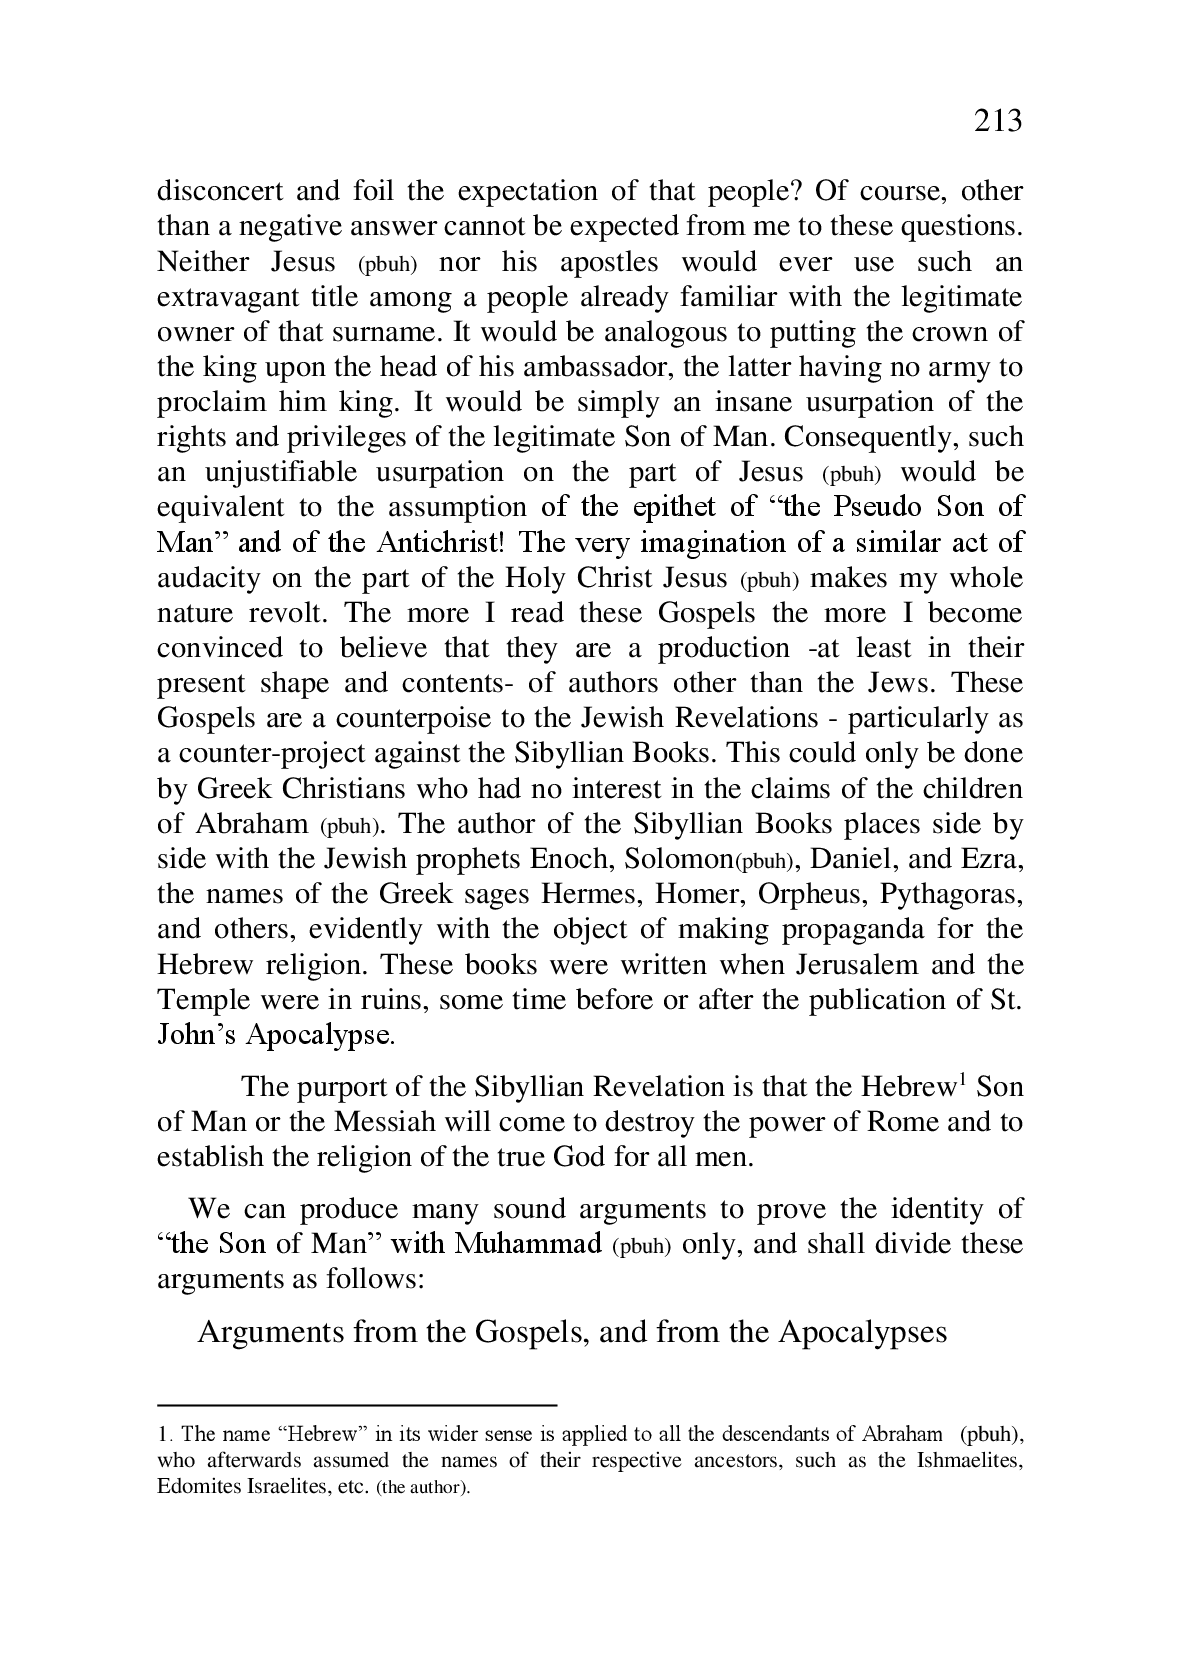 213
disconcert and foil the expectation of that people? Of course, other
than a negative answer cannot be expected from me to these questions.
Neither Jesus (pbuh) nor his apostles would ever use such an
extravagant title among a people already familiar with the legitimate
owner of that surname. It would be analogous to putting the crown of
the king upon the head of his ambassador, the latter having no army to
proclaim him king. It would be simply an insane usurpation of the
rights and privileges of the legitimate Son of Man. Consequently, such
an unjustifiable usurpation on the part of Jesus (pbuh) would be
equivalent to the assumption of the epithet of “the Pseudo Son of
Man” and of the Antichrist! The very imagination of a similar act of
audacity on the part of the Holy Christ Jesus (pbuh) makes my whole
nature revolt. The more I read these Gospels the more I become
convinced to believe that they are a production -at least in their
present shape and contents- of authors other than the Jews. These
Gospels are a counterpoise to the Jewish Revelations - particularly as
a counter-project against the Sibyllian Books. This could only be done
by Greek Christians who had no interest in the claims of the children
of Abraham (pbuh). The author of the Sibyllian Books places side by
side with the Jewish prophets Enoch, Solomon(pbuh), Daniel, and Ezra,
the names of the Greek sages Hermes, Homer, Orpheus, Pythagoras,
and others, evidently with the object of making propaganda for the
Hebrew religion. These books were written when Jerusalem and the
Temple were in ruins, some time before or after the publication of St.
John’s Apocalypse.
The purport of the Sibyllian Revelation is that the Hebrew¹ Son
of Man or the Messiah will come to destroy the power of Rome and to
establish the religion of the true God for all men.
We can produce many sound arguments to prove the identity of
“the Son of Man” with Muhammad (pbuh) only, and shall divide these
arguments as follows:
Arguments from the Gospels, and from the Apocalypses
1. The name “Hebrew” in its wider sense is applied to all the descendants of Abraham (pbuh),
who afterwards assumed the names of their respective ancestors, such as the Ishmaelites,
Edomites Israelites, etc. (the author).